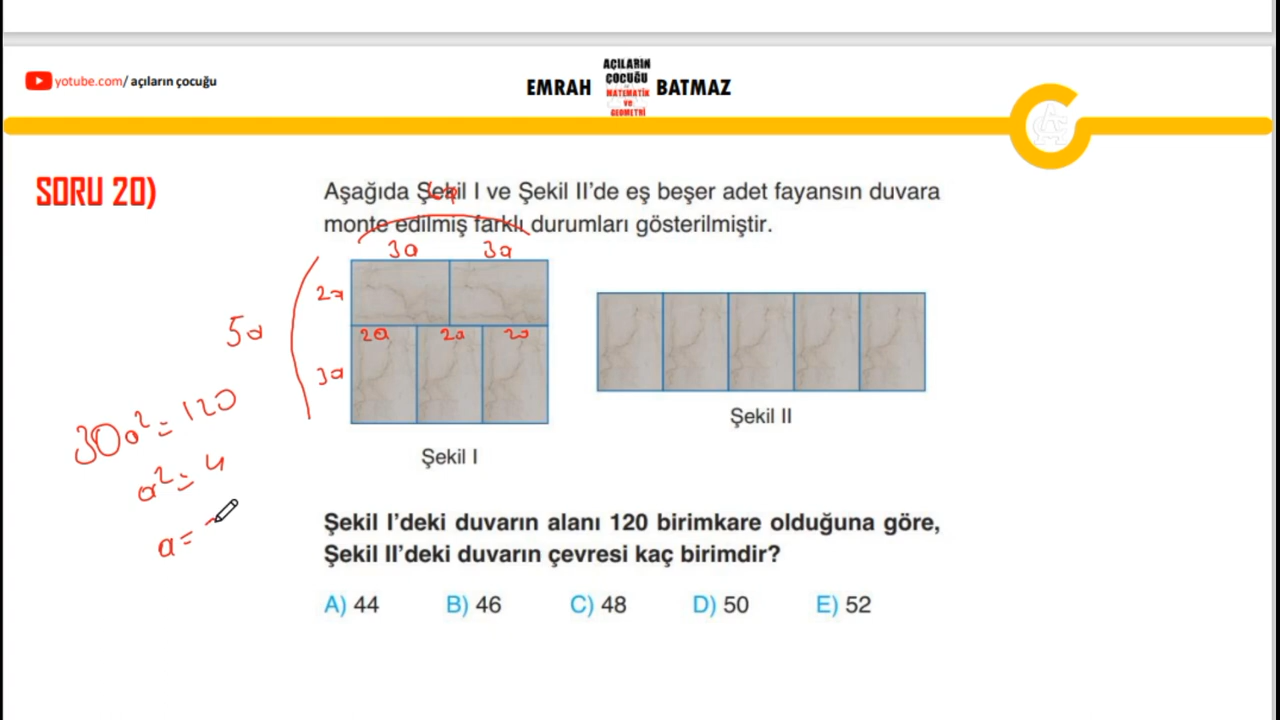 yotube.com/ açıların çocuğu
EMRAH
AÇILARIN
ÇOCUĞU
MATEMATİK
ve
GEOMETRİ
BATMAZ
SORU 20)
Aşağıda Şekil I ve Şekil II'de eş beşer adet fayansın duvara
monte edilmiş farklı durumları gösterilmiştir.
3a 3a
2a
2a 2a 2a
3a
5a
30a²=120
a²=4
a=
Şekil I
Şekil II
Şekil I'deki duvarın alanı 120 birimkare olduğuna göre,
Şekil II'deki duvarın çevresi kaç birimdir?
A) 44 B) 46 C) 48 D) 50 E) 52